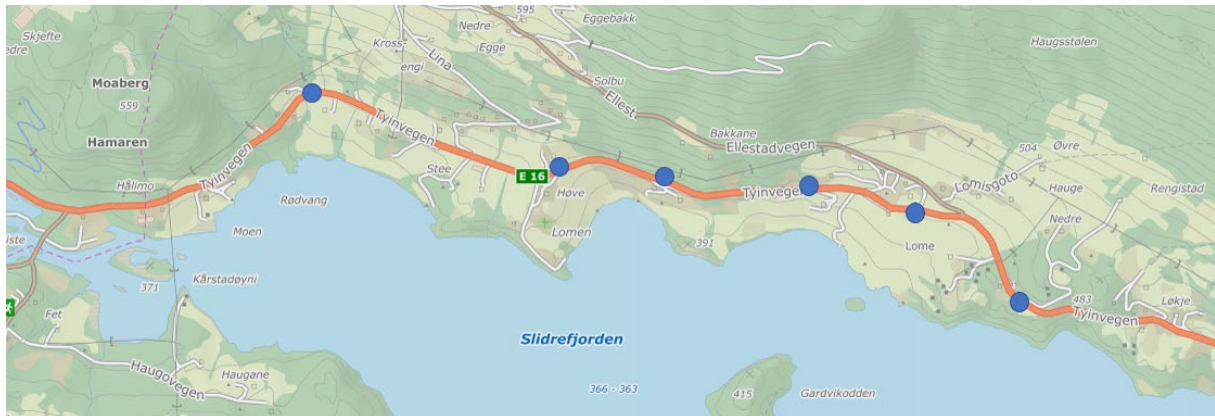 Skjefte
edre
Nedre
595
Eggebakk
Haugsstølen
Kross-
engi
Nedre
Egge
Lina
Solbu
Moaberg
559
Ellest
Tyinvegen
Hamaren
Bakkane
Ellestadvegen
504
Øvre
Stee
E 16
Tyinvegen
Lomisgoto
Hålimo
Tyinvegen
Høve
Hauge
Rengistad
Rødvang
Nedre
iste
Moen
Lomen
391
Lome
Kårstadøyni
371
483
Løkje
Fet
Tyinvegen
Slidrefjorden
Haugovegen
Haugane
366 - 363
415
Gardvikodden